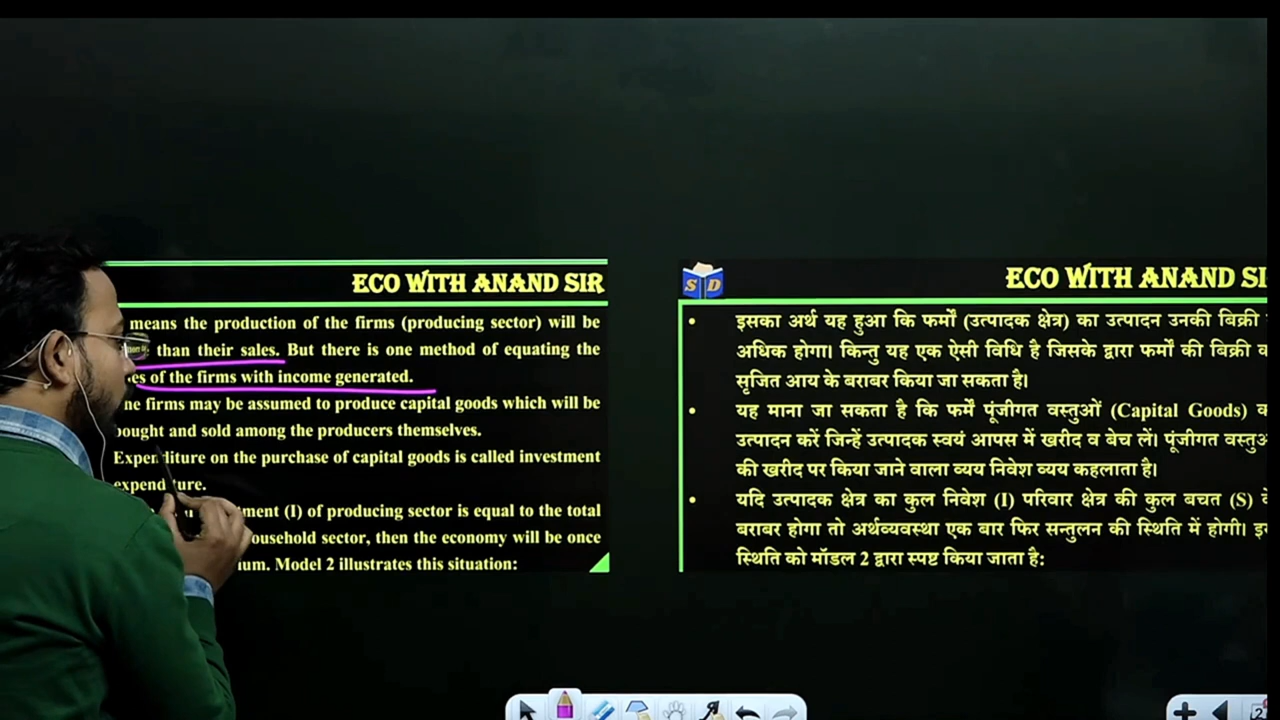 ECO WITH ANAND SIR
means the production of the firms (producing sector) will be
than their sales. But there is one method of equating the
of the firms with income generated.
firms may be assumed to produce capital goods which will be
bought and sold among the producers themselves.
Expenditure on the purchase of capital goods is called investment
expenditure.
(I) of producing sector is equal to the total
household sector, then the economy will be once
Model 2 illustrates this situation:
S D
ECO WITH ANAND
• इसका अर्थ यह हुआ कि फर्मों (उत्पादक क्षेत्र) का उत्पादन उनकी बिक्री
अधिक होगा। किन्तु यह एक ऐसी विधि है जिसके द्वारा फर्मों की बिक्री
सृजित आय के बराबर किया जा सकता है।
• यह माना जा सकता है कि फर्में पूंजीगत वस्तुओं (Capital Goods)
उत्पादन करें जिन्हें उत्पादक स्वयं आपस में खरीद व बेच लें। पूंजीगत
की खरीद पर किया जाने वाला व्यय निवेश व्यय कहलाता है।
• यदि उत्पादक क्षेत्र का कुल निवेश (I) परिवार क्षेत्र की कुल बचत (S)
बराबर होगा तो अर्थव्यवस्था एक बार फिर सन्तुलन की स्थिति में होगी।
स्थिति को मॉडल 2 द्वारा स्पष्ट किया जाता है: